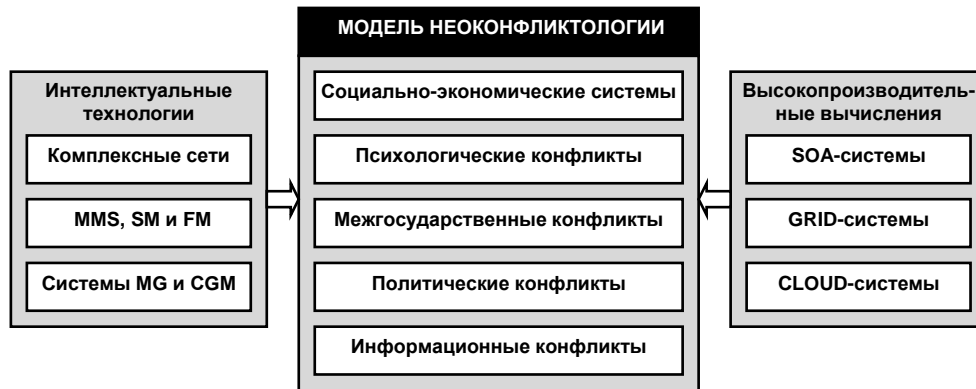 МОДЕЛЬ НЕОКОНФЛИКТОЛОГИИ
Интеллектуальные
технологии
Комплексные сети
MMS, SM и FM
Системы MG и CGM
Социально-экономические системы
Психологические конфликты
Межгосударственные конфликты
Политические конфликты
Информационные конфликты
Высокопроизводитель-
ные вычисления
SOA-системы
GRID-системы
CLOUD-системы